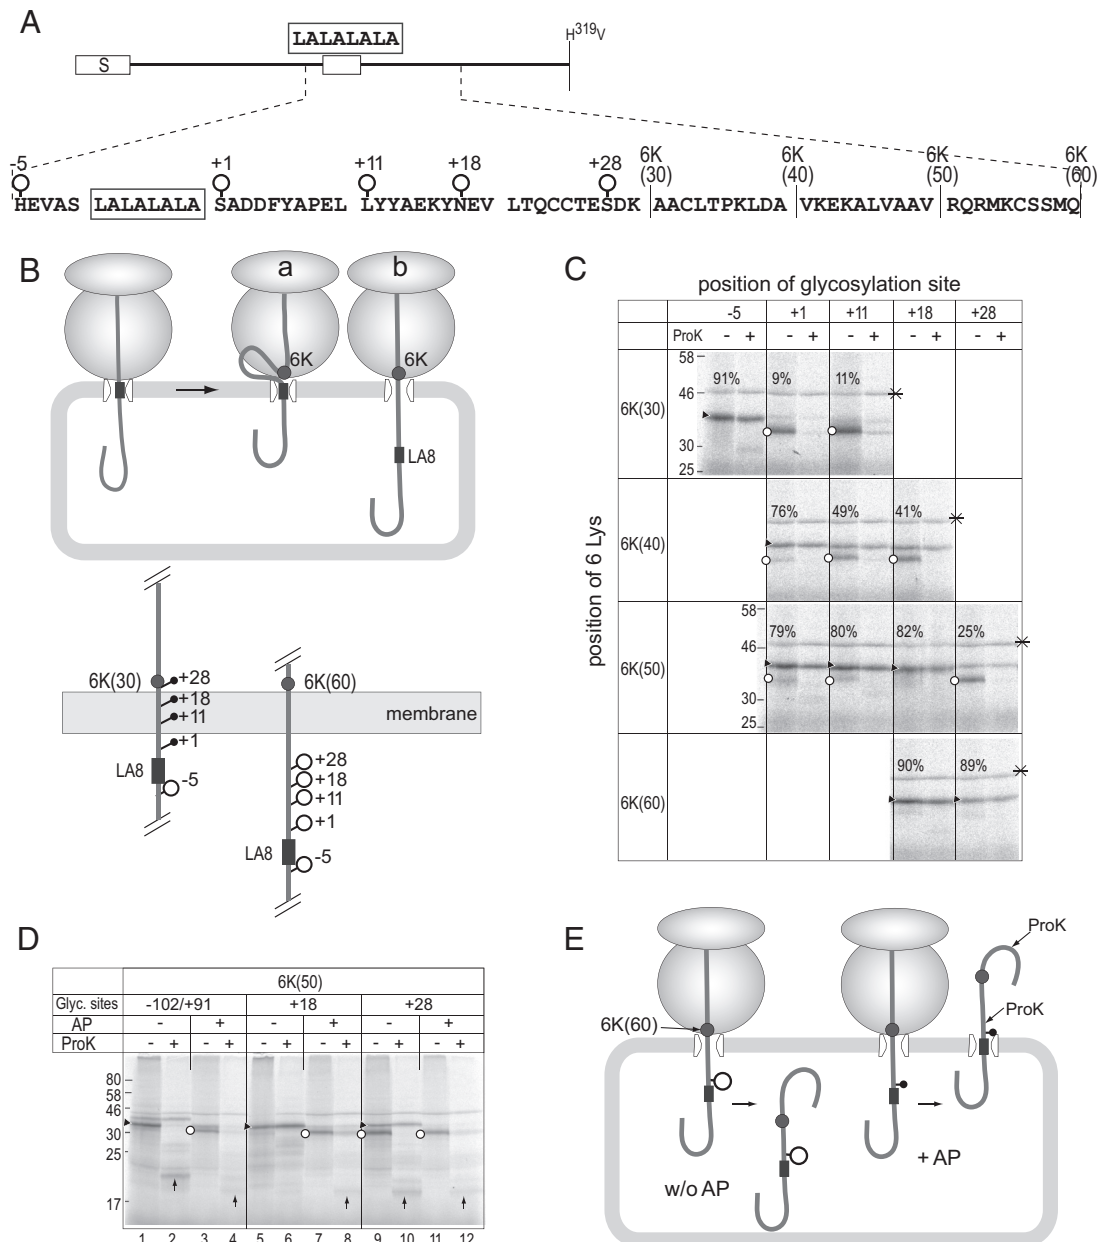 A
LALALALA
H319V
S
-5 +1 +11 +18 +28 6K (30) 6K (40) 6K (50) 6K (60)
HEVAS LALALALA SADDFYAPEL LYYAEKYNEV LTQCCTESDK AACLTPKLDA VKEKALVAAV RQRMKCSSMQ
B
a
b
6K
6K
LA8
6K(30)
+28
+18
+11
+1
LA8
-5
6K(60)
membrane
+28
+18
+11
+1
LA8
-5
C
position of glycosylation site
-5 +1 +11 +18 +28
ProK - + - + - + - + - +
position of 6 Lys
6K(30)
58
46
30
25
91% 9% 11%
6K(40)
76% 49% 41%
6K(50)
58
46
30
25
79% 80% 82% 25%
6K(60)
90% 89%
D
6K(50)
Glyc. sites -102/+91 +18 +28
AP - + - + - +
ProK - + - + - + - + - + - +
80
58
46
30
25
17
1 2 3 4 5 6 7 8 9 10 11 12
E
ProK
6K(60)
ProK
w/o AP
+ AP